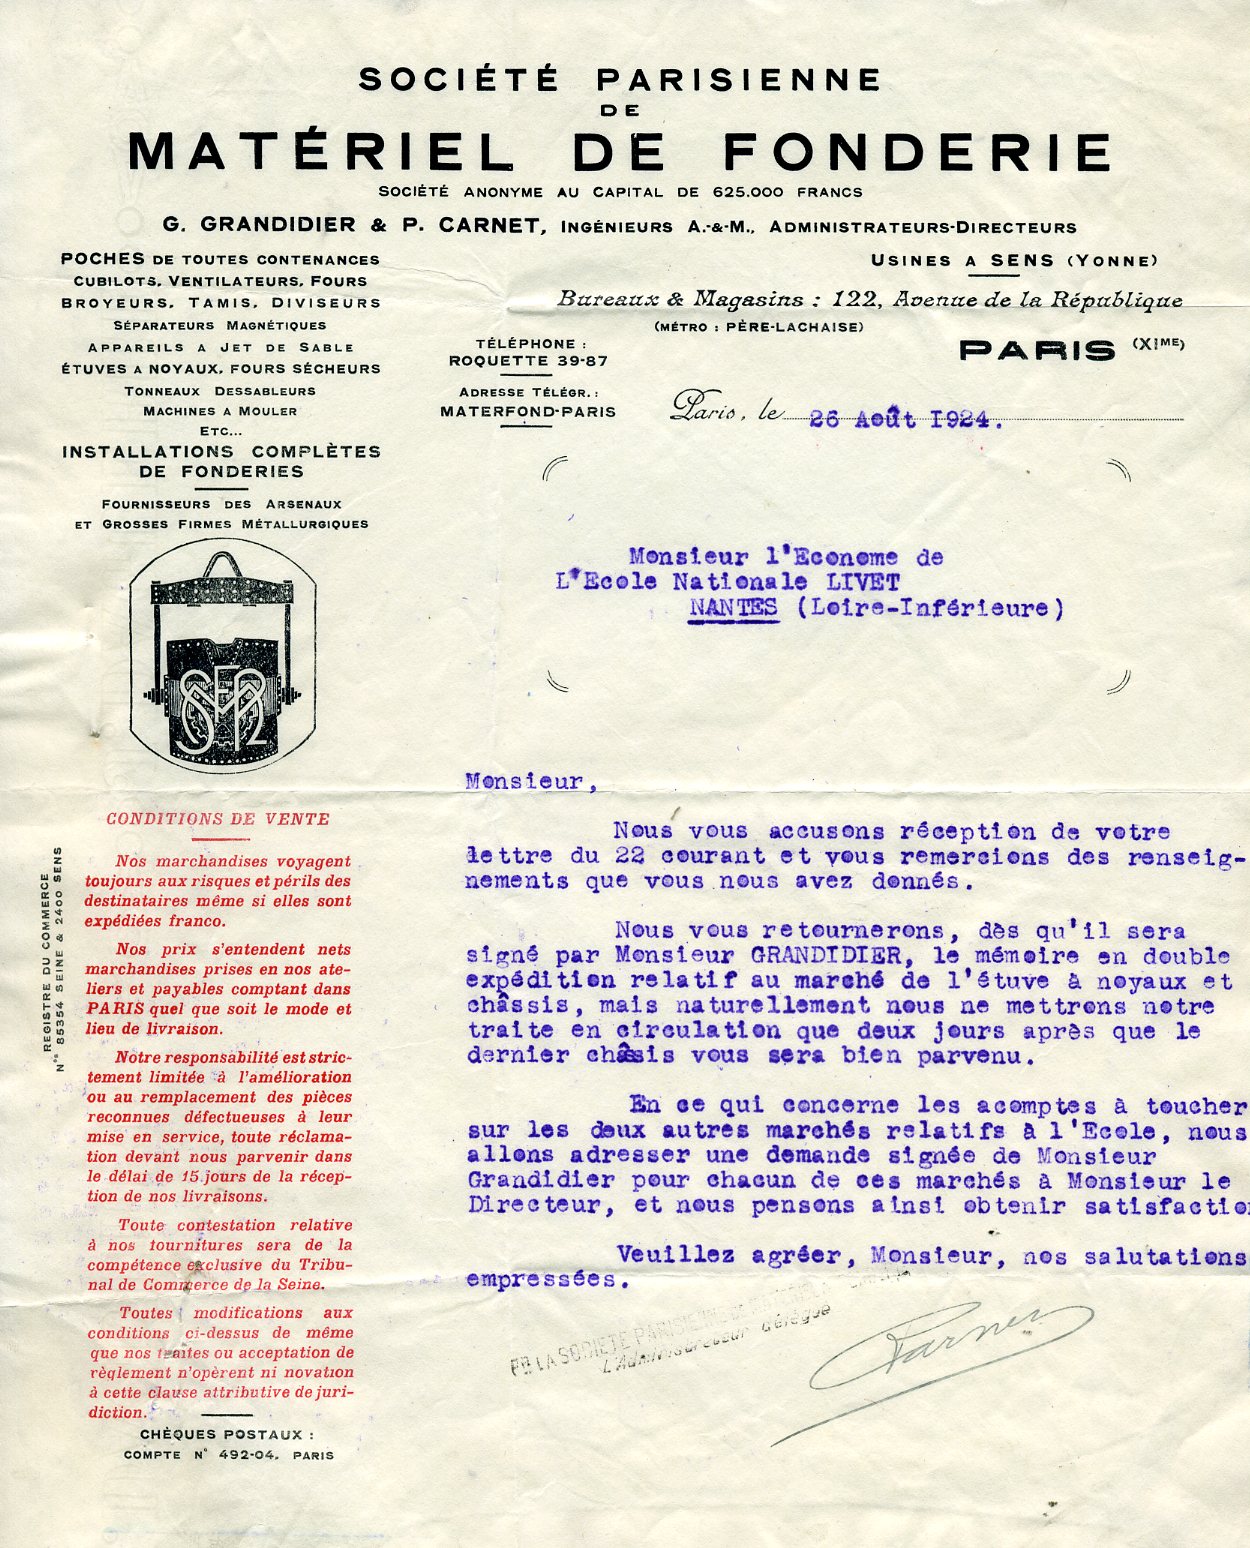 SOCIÉTÉ PARISIENNE
DE
MATÉRIEL DE FONDERIE
SOCIÉTÉ ANONYME AU CAPITAL DE 625.000 FRANCS
G. GRANDIDIER & P. CARNET, INGÉNIEURS A.-&-M., ADMINISTRATEURS-DIRECTEURS
POCHES DE TOUTES CONTENANCES
CUBILOTS, VENTILATEURS, FOURS
BROYEURS, TAMIS, DIVISEURS
SÉPARATEURS MAGNÉTIQUES
APPAREILS A JET DE SABLE
ÉTUVES A NOYAUX, FOURS SÉCHEURS
TONNEAUX DESSABLEURS
MACHINES A MOULER
ETC...
INSTALLATIONS COMPLÈTES
DE FONDERIES
FOURNISSEURS DES ARSENAUX
ET GROSSES FIRMES MÉTALLURGIQUES
USINES A SENS (YONNE)
Bureaux & Magasins : 122, Avenue de la République
(MÉTRO : PÈRE-LACHAISE)
PARIS (XIME)
TÉLÉPHONE :
ROQUETTE 39-87
ADRESSE TÉLÉGR. :
MATERFOND-PARIS
Paris, le 26 Août I924.
Monsieur l'Econome de
L'Ecole Nationale LIVET
NANTES (Loire-Inférieure)
SPMF
CONDITIONS DE VENTE
Nos marchandises voyagent
toujours aux risques et périls des
destinataires même si elles sont
expédiées franco.
Nos prix s'entendent nets
marchandises prises en nos ate-
liers et payables comptant dans
PARIS quel que soit le mode et
lieu de livraison.
Notre responsabilité est stric-
tement limitée à l'amélioration
ou au remplacement des pièces
reconnues défectueuses à leur
mise en service, toute réclama-
tion devant nous parvenir dans
le délai de 15 jours de la récep-
tion de nos livraisons.
Toute contestation relative
à nos fournitures sera de la
compétence exclusive du Tribu-
nal de Commerce de la Seine.
Toutes modifications aux
conditions ci-dessus de même
que nos traites ou acceptation de
règlement n'opèrent ni novation
à cette clause attributive de juri-
diction.
CHÈQUES POSTAUX :
COMPTE N° 492-04, PARIS
REGISTRE DU COMMERCE
Nos 85354 SEINE & 2400 SENS
Monsieur,
Nous vous accusons réception de votre
lettre du 22 courant et vous remercions des renseig-
nements que vous nous avez donnés.
Nous vous retournerons, dès qu'il sera
signé par Monsieur GRANDIDIER, le mémoire en double
expédition relatif au marché de l'étuve à noyaux et
châssis, mais naturellement nous ne mettrons notre
traite en circulation que deux jours après que le
dernier châssis vous sera bien parvenu.
En ce qui concerne les acomptes à toucher
sur les deux autres marchés relatifs à l'Ecole, nous
allons adresser une demande signée de Monsieur
Grandidier pour chacun de ces marchés à Monsieur le
Directeur, et nous pensons ainsi obtenir satisfactio
Veuillez agréer, Monsieur, nos salutations
empressées.
PR LA SOCIÉTÉ PARISIENNE DE
L'Administrateur délégué
Carnet